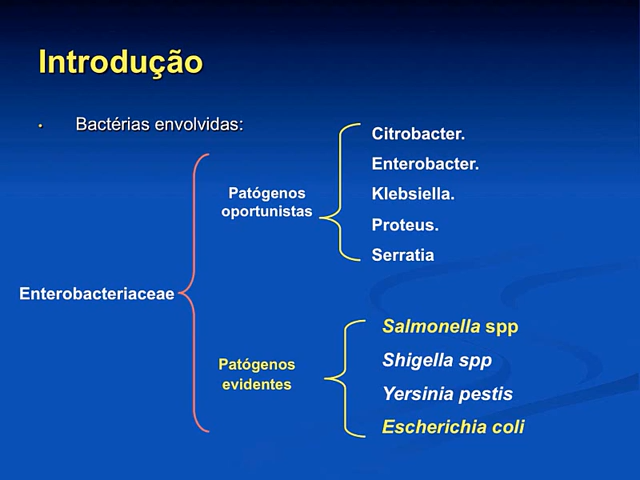 Introdução
• Bactérias envolvidas:
Enterobacteriaceae
Patógenos
oportunistas
Citrobacter.
Enterobacter.
Klebsiella.
Proteus.
Serratia
Patógenos
evidentes
Salmonella spp
Shigella spp
Yersinia pestis
Escherichia coli